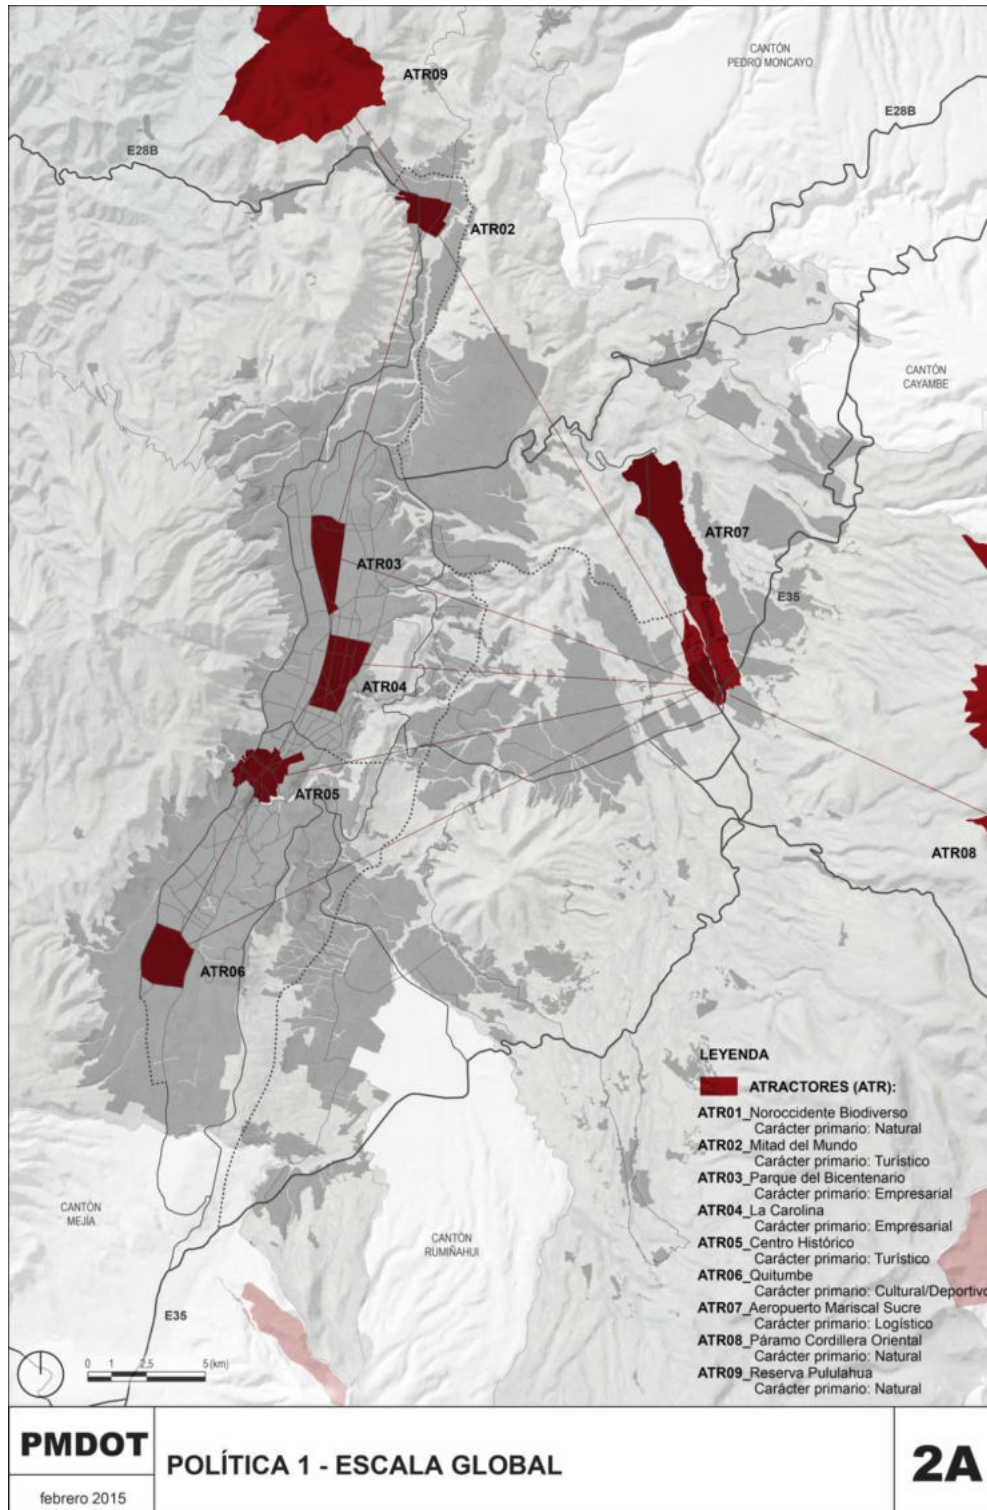 ATR09
CANTÓN
PEDRO MONCAYO
E28B
E28B
ATR02
CANTÓN
CAYAMBE
ATR07
ATR03
E35
ATR04
ATR05
ATR08
ATR06
LEYENDA
ATRACTORES (ATR):
ATR01_Noroccidente Biodiverso
Carácter primario: Natural
ATR02_Mitad del Mundo
Carácter primario: Turístico
ATR03_Parque del Bicentenario
Carácter primario: Empresarial
ATR04_La Carolina
Carácter primario: Empresarial
ATR05_Centro Histórico
Carácter primario: Turístico
ATR06_Quitumbe
Carácter primario: Cultural/Deportivo
ATR07_Aeropuerto Mariscal Sucre
Carácter primario: Logístico
ATR08_Páramo Cordillera Oriental
Carácter primario: Natural
ATR09_Reserva Pululahua
Carácter primario: Natural
CANTÓN
MEJÍA
CANTÓN
RUMIÑAHUI
E35
0 1 2.5 5 (km)
PMDOT
febrero 2015
POLÍTICA 1 - ESCALA GLOBAL
2A